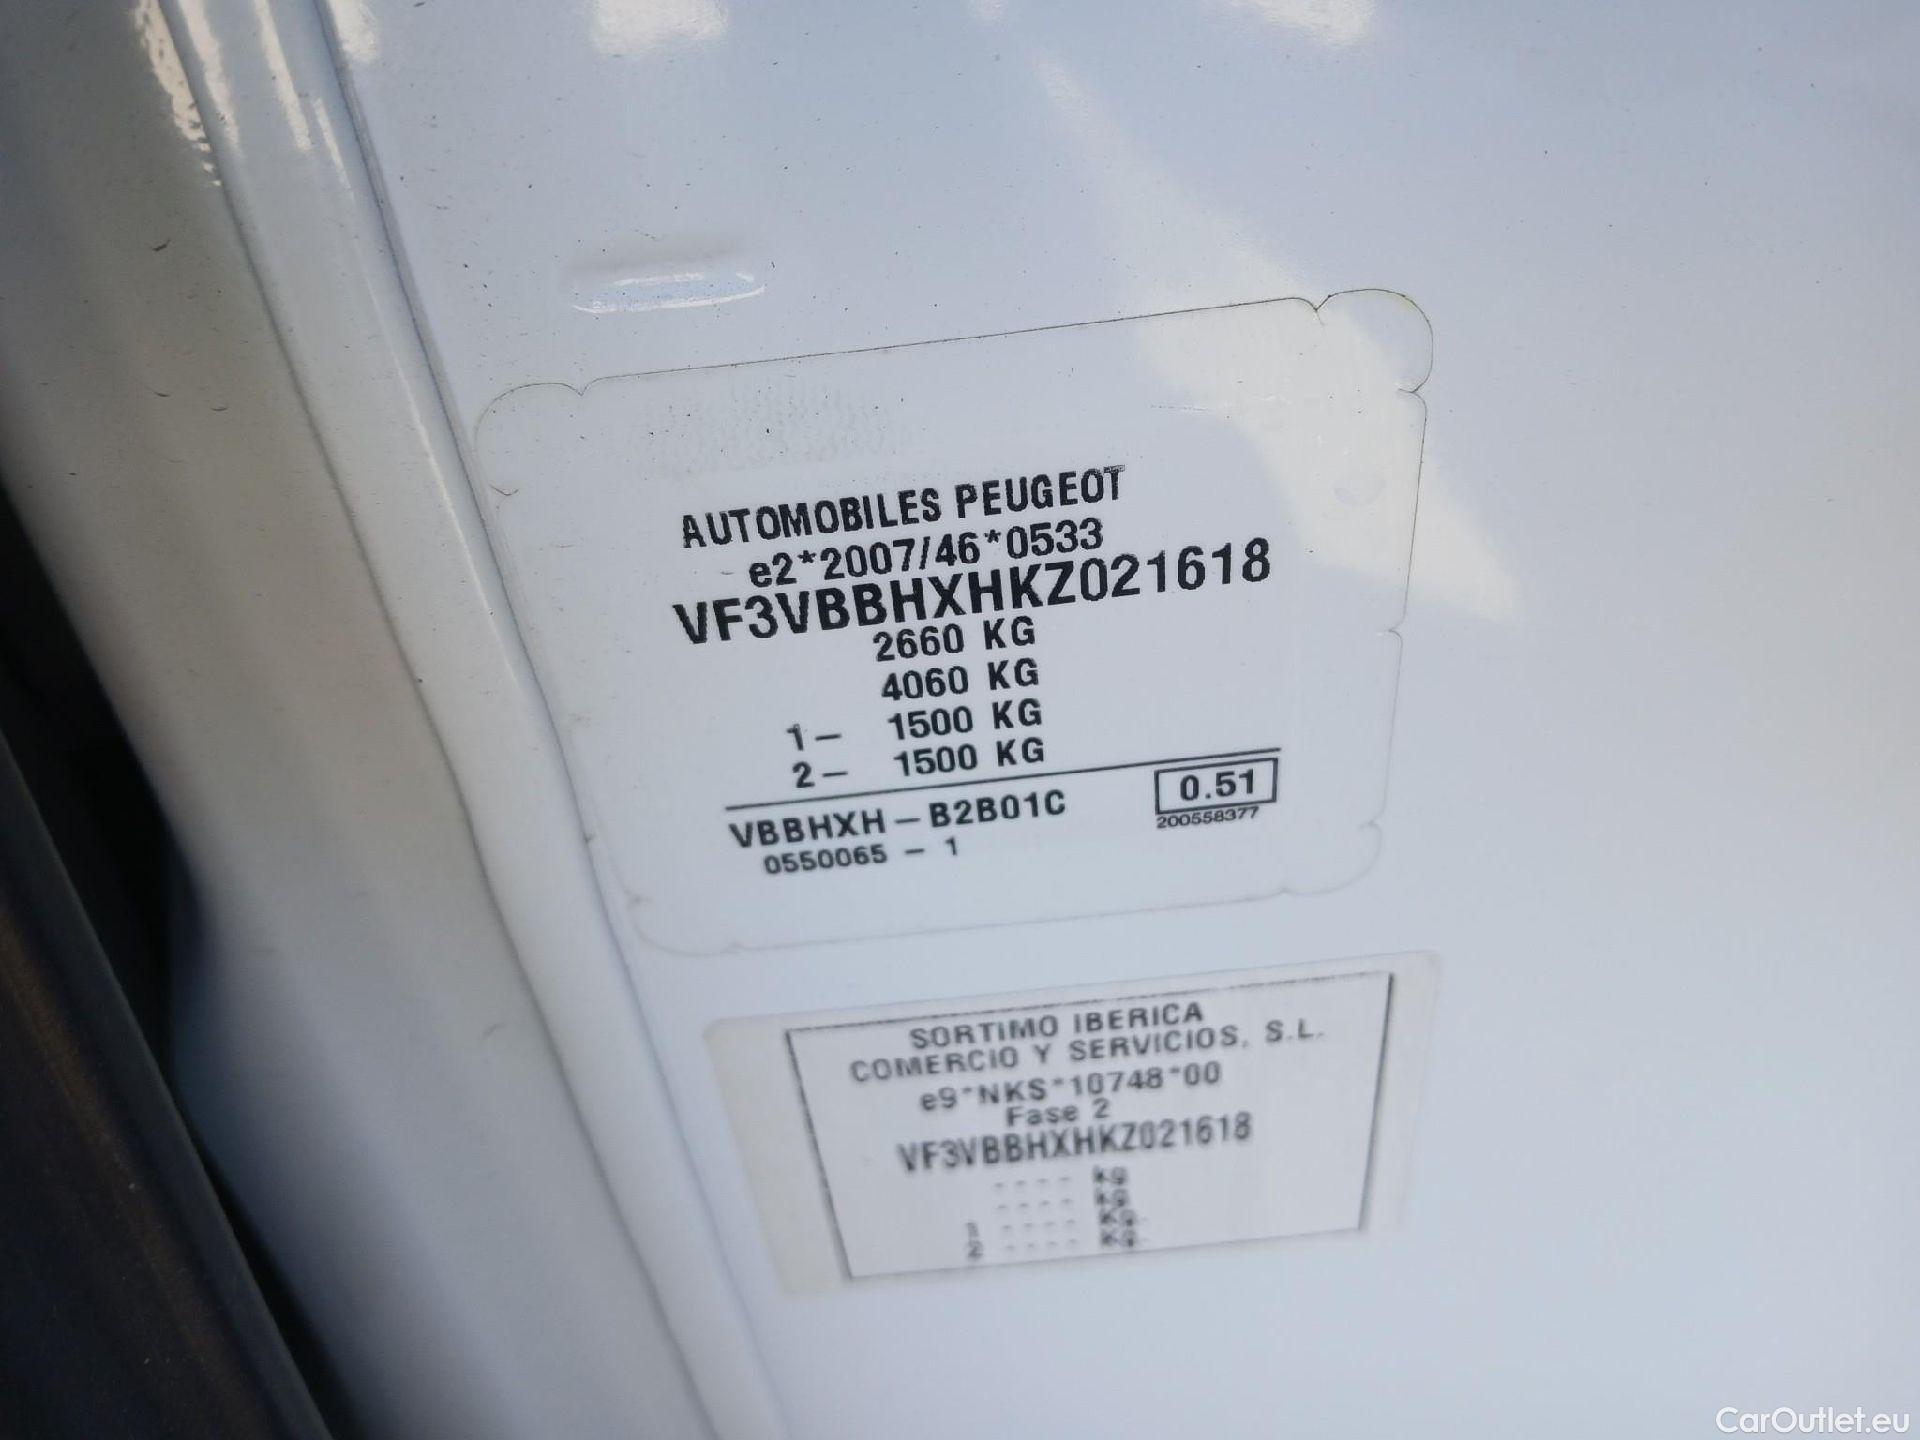 AUTOMOBILES PEUGEOT
e2*2007/46*0533
VF3VBBHXHKZ021618
2660 KG
4060 KG
1- 1500 KG
2- 1500 KG
VBBHXH-B2B01C
0.51
200558377
0550065 - 1
SORTIMO IBERICA
COMERCIO Y SERVICIOS, S.L.
e9*NKS*10748*00
Fase 2
VF3VBBHXHKZ021618
---- kg
---- kg
1 ---- Kg.
2 ---- Kg.
CarOutlet.eu